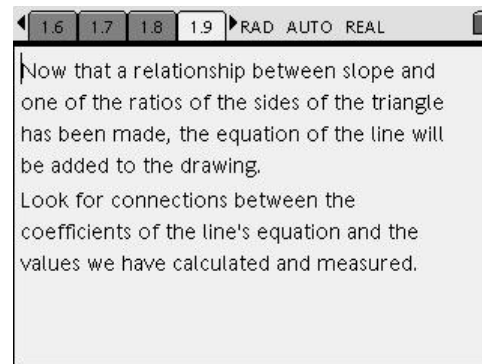 1.6 1.7 1.8 1.9 RAD AUTO REAL
Now that a relationship between slope and
one of the ratios of the sides of the triangle
has been made, the equation of the line will
be added to the drawing.
Look for connections between the
coefficients of the line's equation and the
values we have calculated and measured.